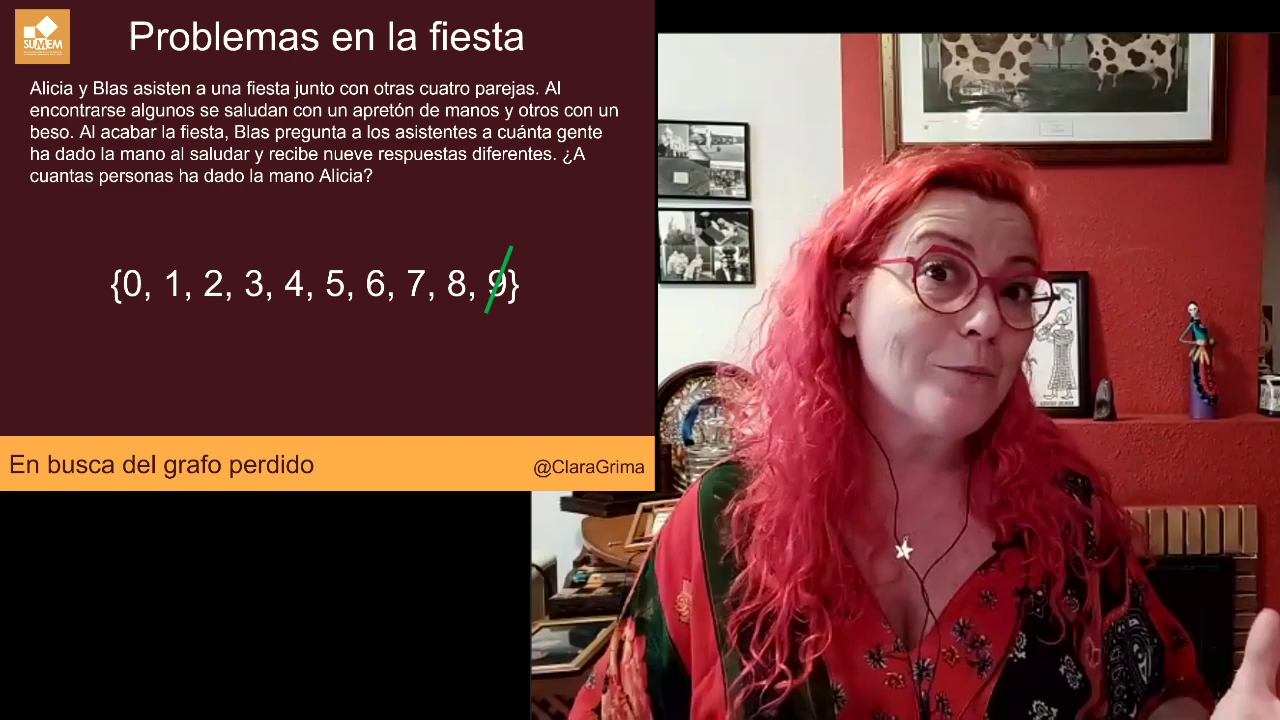 SUMEM
Problemas en la fiesta
Alicia y Blas asisten a una fiesta junto con otras cuatro parejas. Al
encontrarse algunos se saludan con un apretón de manos y otros con un
beso. Al acabar la fiesta, Blas pregunta a los asistentes a cuánta gente
ha dado la mano al saludar y recibe nueve respuestas diferentes. ¿A
cuantas personas ha dado la mano Alicia?
{0, 1, 2, 3, 4, 5, 6, 7, 8, 9}
En busca del grafo perdido
@ClaraGrima